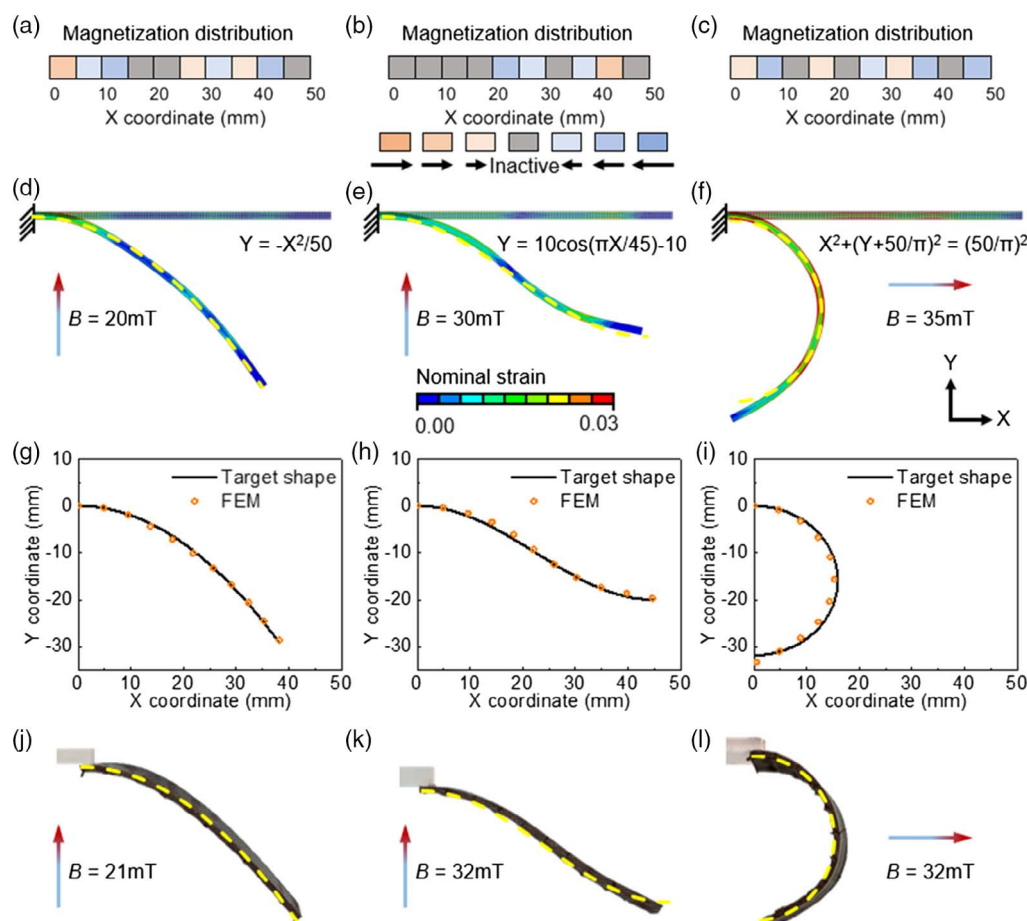 (a)
Magnetization distribution
0 10 20 30 40 50
X coordinate (mm)
(b)
Magnetization distribution
0 10 20 30 40 50
X coordinate (mm)
Inactive
(c)
Magnetization distribution
0 10 20 30 40 50
X coordinate (mm)
(d)
Y = -X²/50
B = 20mT
(e)
Y = 10cos(πX/45)-10
B = 30mT
Nominal strain
0.00 0.03
(f)
X²+(Y+50/π)² = (50/π)²
B = 35mT
Y
X
(g)
Target shape
FEM
10
0
-10
-20
-30
Y coordinate (mm)
0 10 20 30 40 50
X coordinate (mm)
(h)
Target shape
FEM
10
0
-10
-20
-30
Y coordinate (mm)
0 10 20 30 40 50
X coordinate (mm)
(i)
Target shape
FEM
10
0
-10
-20
-30
Y coordinate (mm)
0 10 20 30 40 50
X coordinate (mm)
(j)
B = 21mT
(k)
B = 32mT
(l)
B = 32mT